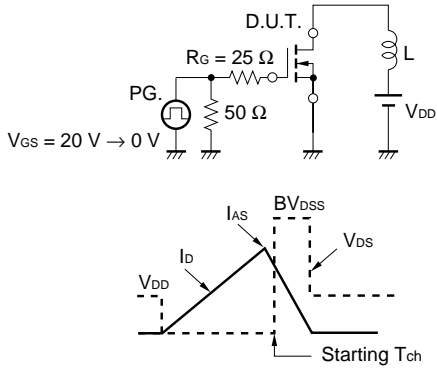 D.U.T.
RG = 25 Ω
L
PG.
50 Ω
VDD
VGS = 20 V → 0 V
BVDSS
IAS
VDS
ID
VDD
Starting Tch